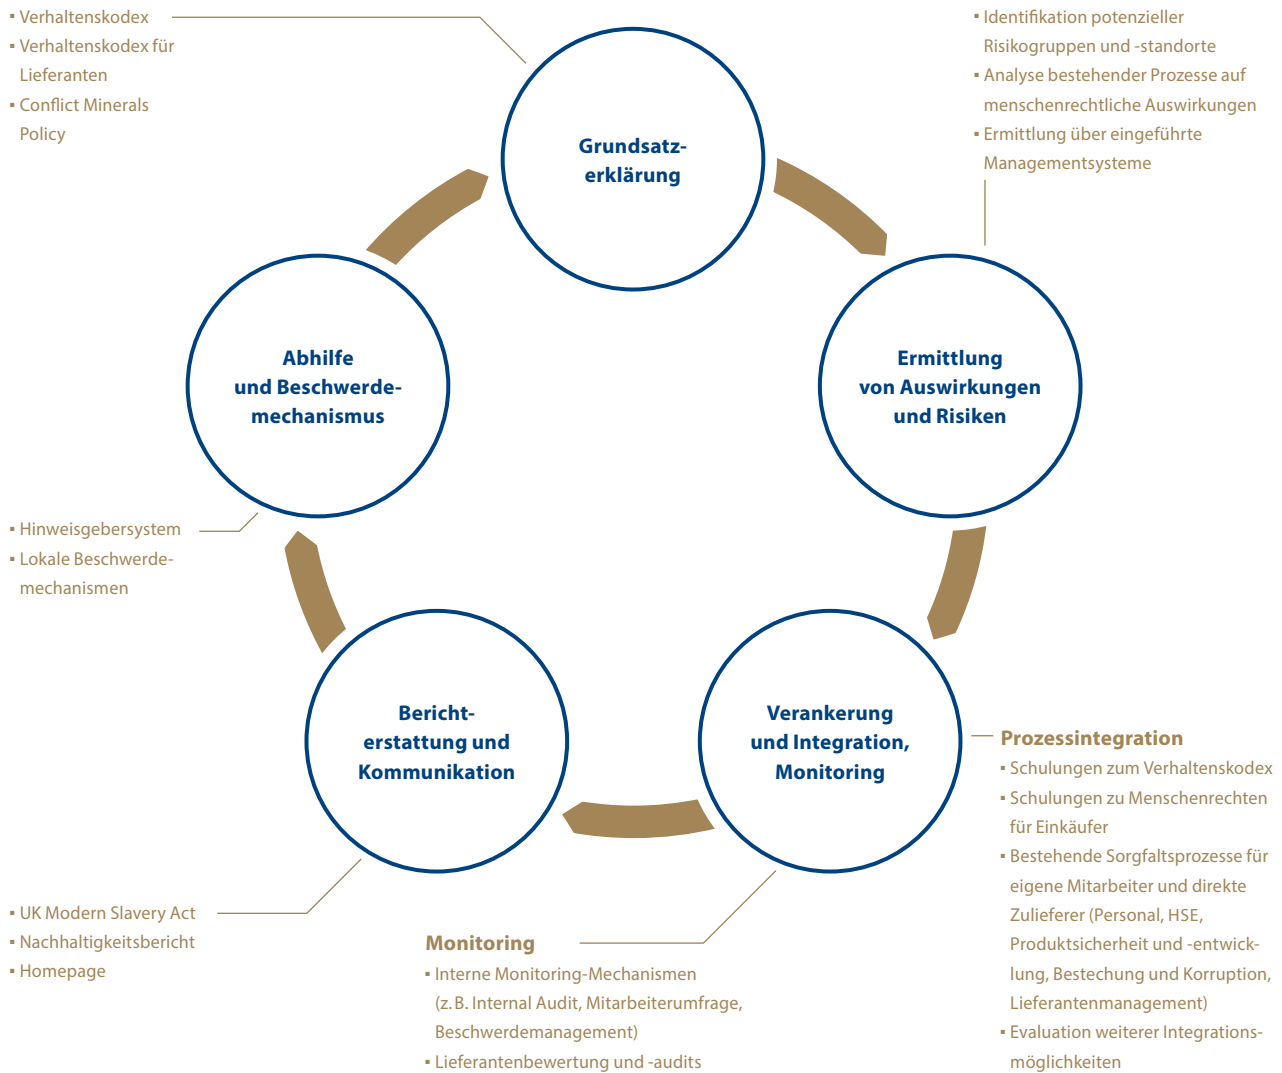 ▪ Verhaltenskodex
▪ Verhaltenskodex für
Lieferanten
▪ Conflict Minerals
Policy
▪ Identifikation potenzieller
Risikogruppen und -standorte
▪ Analyse bestehender Prozesse auf
menschenrechtliche Auswirkungen
▪ Ermittlung über eingeführte
Managementsysteme
Grundsatz-
erklärung
Abhilfe
und Beschwerde-
mechanismus
Ermittlung
von Auswirkungen
und Risiken
▪ Hinweisgebersystem
▪ Lokale Beschwerde-
mechanismen
Bericht-
erstattung und
Kommunikation
Verankerung
und Integration,
Monitoring
Prozessintegration
▪ Schulungen zum Verhaltenskodex
▪ Schulungen zu Menschenrechten
für Einkäufer
▪ Bestehende Sorgfaltsprozesse für
eigene Mitarbeiter und direkte
Zulieferer (Personal, HSE,
Produktsicherheit und -entwick-
lung, Bestechung und Korruption,
Lieferantenmanagement)
▪ Evaluation weiterer Integrations-
möglichkeiten
▪ UK Modern Slavery Act
▪ Nachhaltigkeitsbericht
▪ Homepage
Monitoring
▪ Interne Monitoring-Mechanismen
(z. B. Internal Audit, Mitarbeiterumfrage,
Beschwerdemanagement)
▪ Lieferantenbewertung und -audits